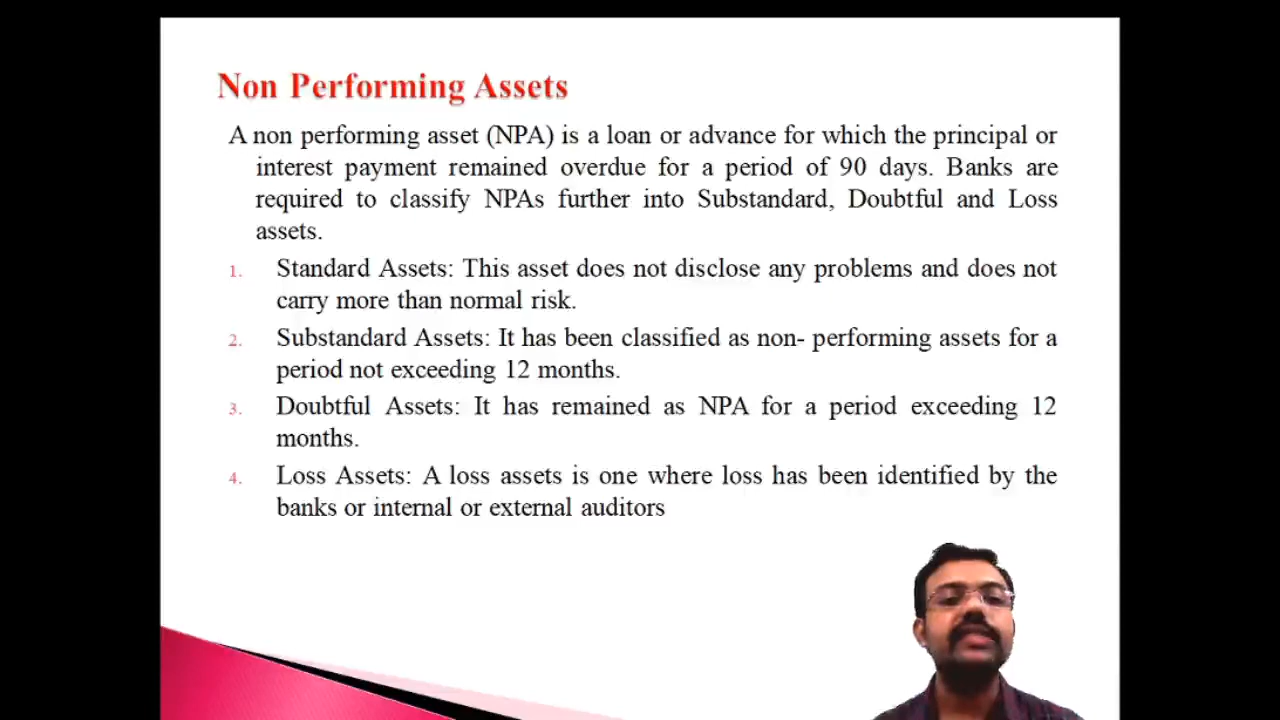 Non Performing Assets
A non performing asset (NPA) is a loan or advance for which the principal or
interest payment remained overdue for a period of 90 days. Banks are
required to classify NPAs further into Substandard, Doubtful and Loss
assets.
1. Standard Assets: This asset does not disclose any problems and does not
carry more than normal risk.
2. Substandard Assets: It has been classified as non- performing assets for a
period not exceeding 12 months.
3. Doubtful Assets: It has remained as NPA for a period exceeding 12
months.
4. Loss Assets: A loss assets is one where loss has been identified by the
banks or internal or external auditors